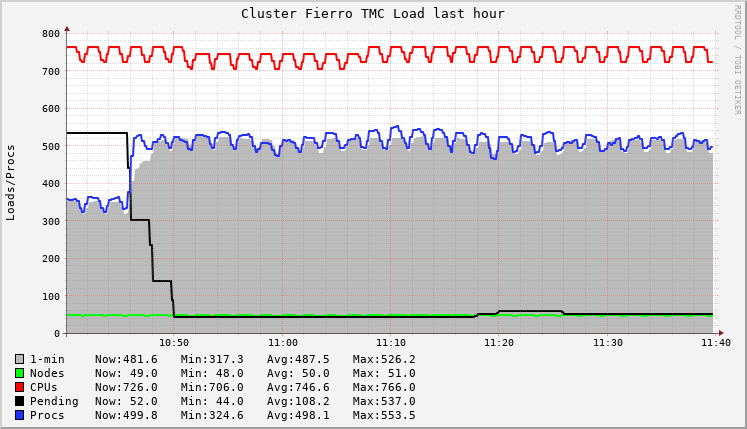 Cluster Fierro TMC Load last hour
RRDTOOL / TOBI OETIKER
Loads/Procs
800
700
600
500
400
300
200
100
0
10:50 11:00 11:10 11:20 11:30 11:40
1-min Now:481.6 Min:317.3 Avg:487.5 Max:526.2
Nodes Now: 49.0 Min: 48.0 Avg: 50.0 Max: 51.0
CPUs Now:726.0 Min:706.0 Avg:746.6 Max:766.0
Pending Now: 52.0 Min: 44.0 Avg:108.2 Max:537.0
Procs Now:499.8 Min:324.6 Avg:498.1 Max:553.5